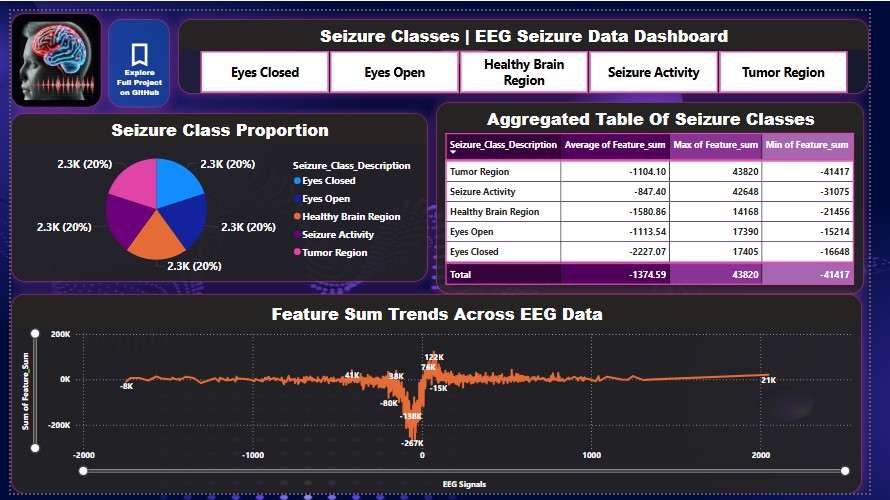 Seizure Classes | EEG Seizure Data Dashboard
Explore
Full Project
on GitHub
Eyes Closed
Eyes Open
Healthy Brain
Region
Seizure Activity
Tumor Region
Seizure Class Proportion
2.3K (20%)
2.3K (20%)
2.3K (20%)
2.3K (20%)
2.3K (20%)
Seizure_Class_Description
Eyes Closed
Eyes Open
Healthy Brain Region
Seizure Activity
Tumor Region
Aggregated Table Of Seizure Classes
Seizure_Class_Description Average of Feature_sum Max of Feature_sum Min of Feature_sum
Tumor Region -1104.10 43820 -41417
Seizure Activity -847.40 42648 -31075
Healthy Brain Region -1580.86 14168 -21456
Eyes Open -1113.54 17390 -15214
Eyes Closed -2227.07 17405 -16648
Total -1374.59 43820 -41417
Feature Sum Trends Across EEG Data
Sum of Feature_Sum
200K
0K
-200K
-8K
41K
38K
-80K
-138K
-267K
122K
76K
-15K
21K
-2000
-1000
0
1000
2000
EEG Signals